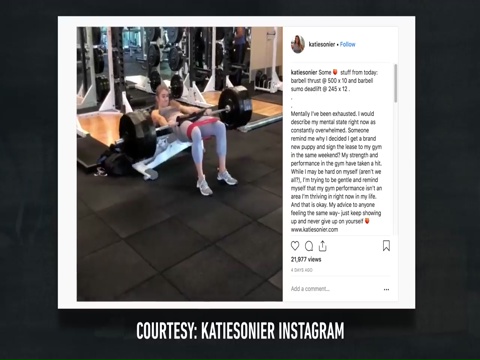 katiesonier • Follow
katiesonier Some 🍑 stuff from today:
barbell thrust @ 500 x 10 and barbell
sumo deadlift @ 245 x 12 .
.
.
Mentally I've been exhausted. I would
describe my mental state right now as
constantly overwhelmed. Someone
remind me why I decided I get a brand
new puppy and sign the lease to my gym
in the same weekend? My strength and
performance in the gym have taken a hit.
While I may be hard on myself (aren't we
all?), I'm trying to be gentle and remind
myself that my gym performance isn't an
area I'm thriving in right now in my life.
And that is okay. My advice to anyone
feeling the same way- just keep showing
up and never give up on yourself
www.katiesonier.com
21,977 views
4 DAYS AGO
Add a comment...
COURTESY: KATIESONIER INSTAGRAM